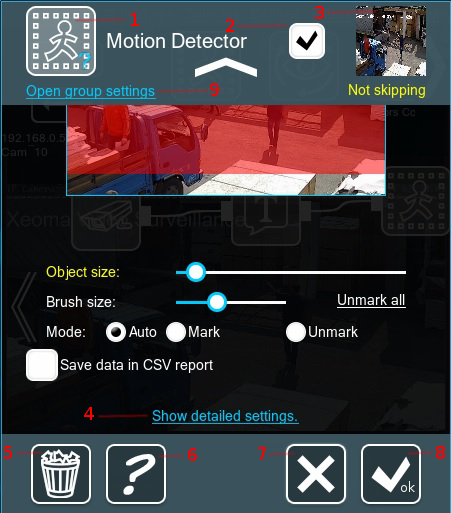 1
2
3
Motion Detector
Not skipping
Open group settings
9
192.168.0.5
Cam 10
Xeoma Surveillance
Object size:
Brush size:
Unmark all
Mode:
Auto
Mark
Unmark
Save data in CSV report
4
Show detailed settings.
5
6
7
8
?
ok